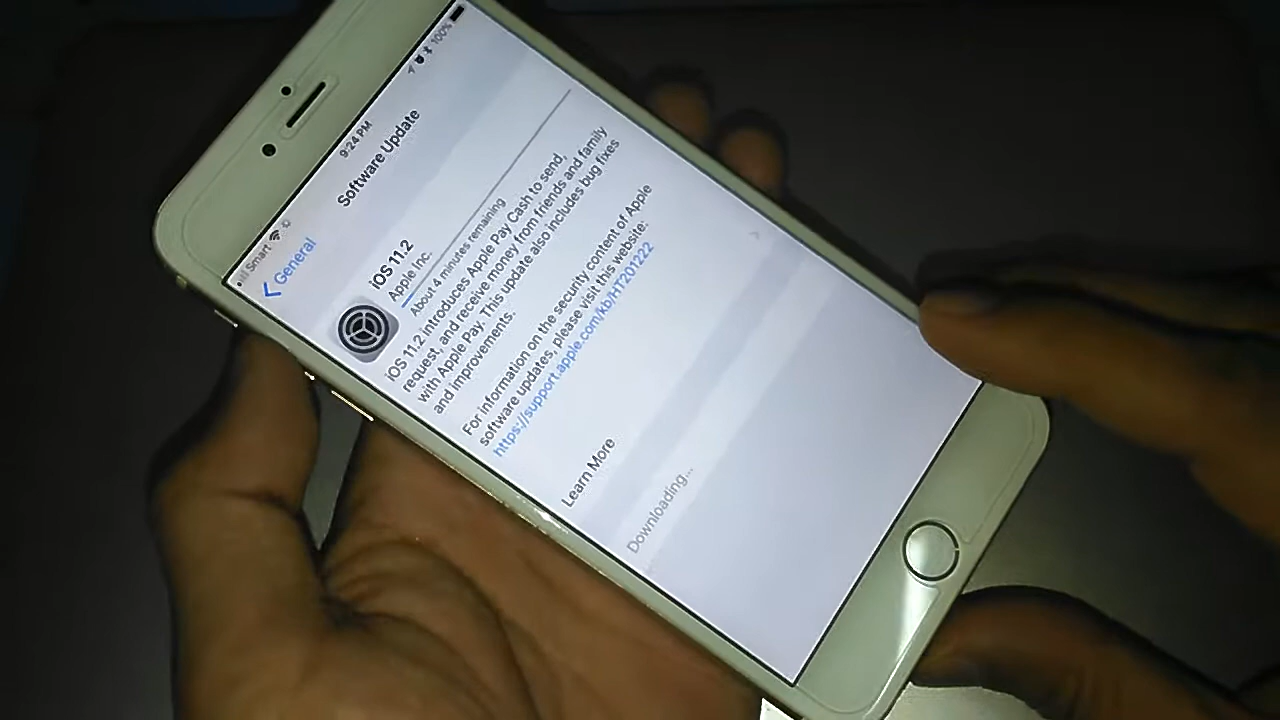 Smart
9:24 PM
100%
General
Software Update
iOS 11.2
Apple Inc.
About 4 minutes remaining
iOS 11.2 introduces Apple Pay Cash to send,
request, and receive money from friends and family
with Apple Pay. This update also includes bug fixes
and improvements.
For information on the security content of Apple
software updates, please visit this website:
https://support.apple.com/kb/HT201222
Learn More
Downloading...